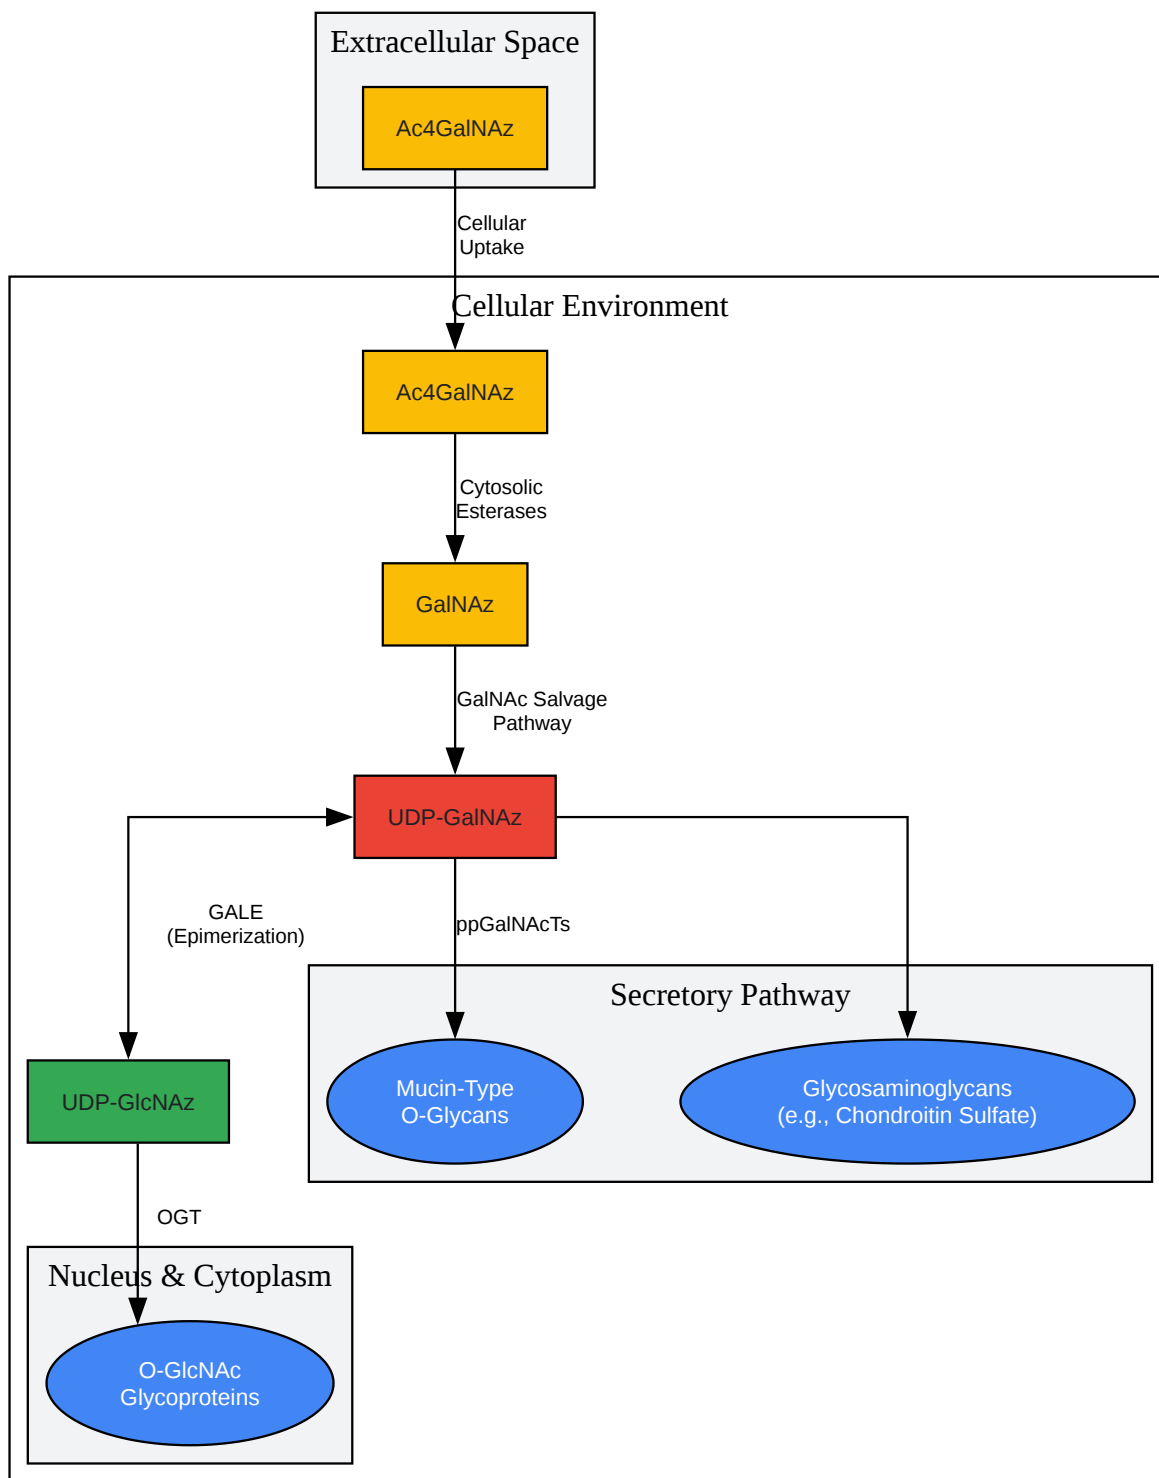 Extracellular Space
Ac4GalNAz
Cellular
Uptake
Cellular Environment
Ac4GalNAz
Cytosolic
Esterases
GalNAz
GalNAc Salvage
Pathway
UDP-GalNAz
GALE
(Epimerization)
ppGalNAcTs
Secretory Pathway
Mucin-Type
O-Glycans
Glycosaminoglycans
(e.g., Chondroitin Sulfate)
UDP-GlcNAz
OGT
Nucleus & Cytoplasm
O-GlcNAc
Glycoproteins